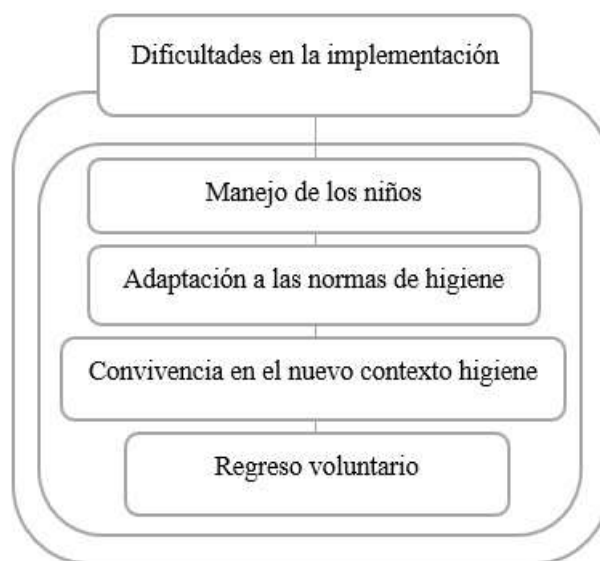 Dificultades en la implementación
Manejo de los niños
Adaptación a las normas de higiene
Convivencia en el nuevo contexto higiene
Regreso voluntario